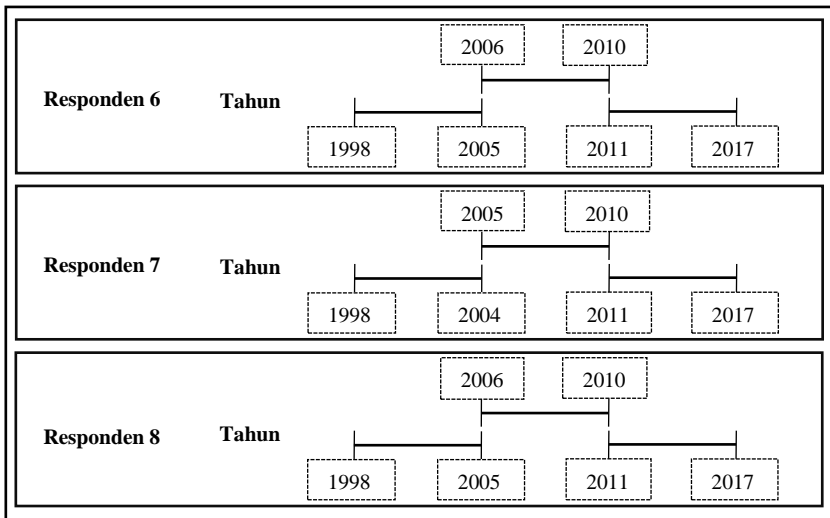 2006 2010
Responden 6 Tahun
1998 2005 2011 2017
2005 2010
Responden 7 Tahun
1998 2004 2011 2017
2006 2010
Responden 8 Tahun
1998 2005 2011 2017